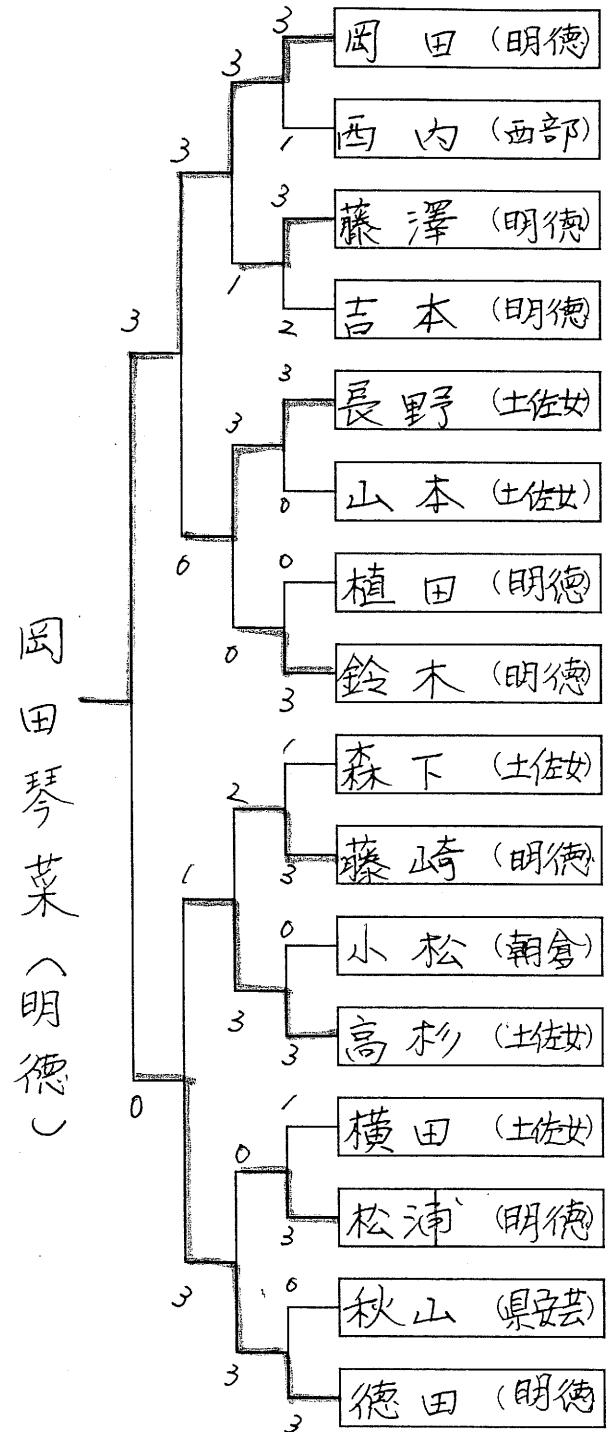 3
岡田 (明徳)
3
1
西内 (西部)
3
3
藤澤 (明徳)
1
2
吉本 (明徳)
3
3
長野 (土佐女)
3
0
山本 (土佐女)
0
0
植田 (明徳)
0
3
鈴木 (明徳)
岡田琴菜(明徳)
1
森下 (土佐女)
2
3
藤崎 (明徳)
1
0
小松 (朝倉)
3
3
高杉 (土佐女)
0
1
横田 (土佐女)
0
3
松浦 (明徳)
3
0
秋山 (県安芸)
3
3
徳田 (明徳)